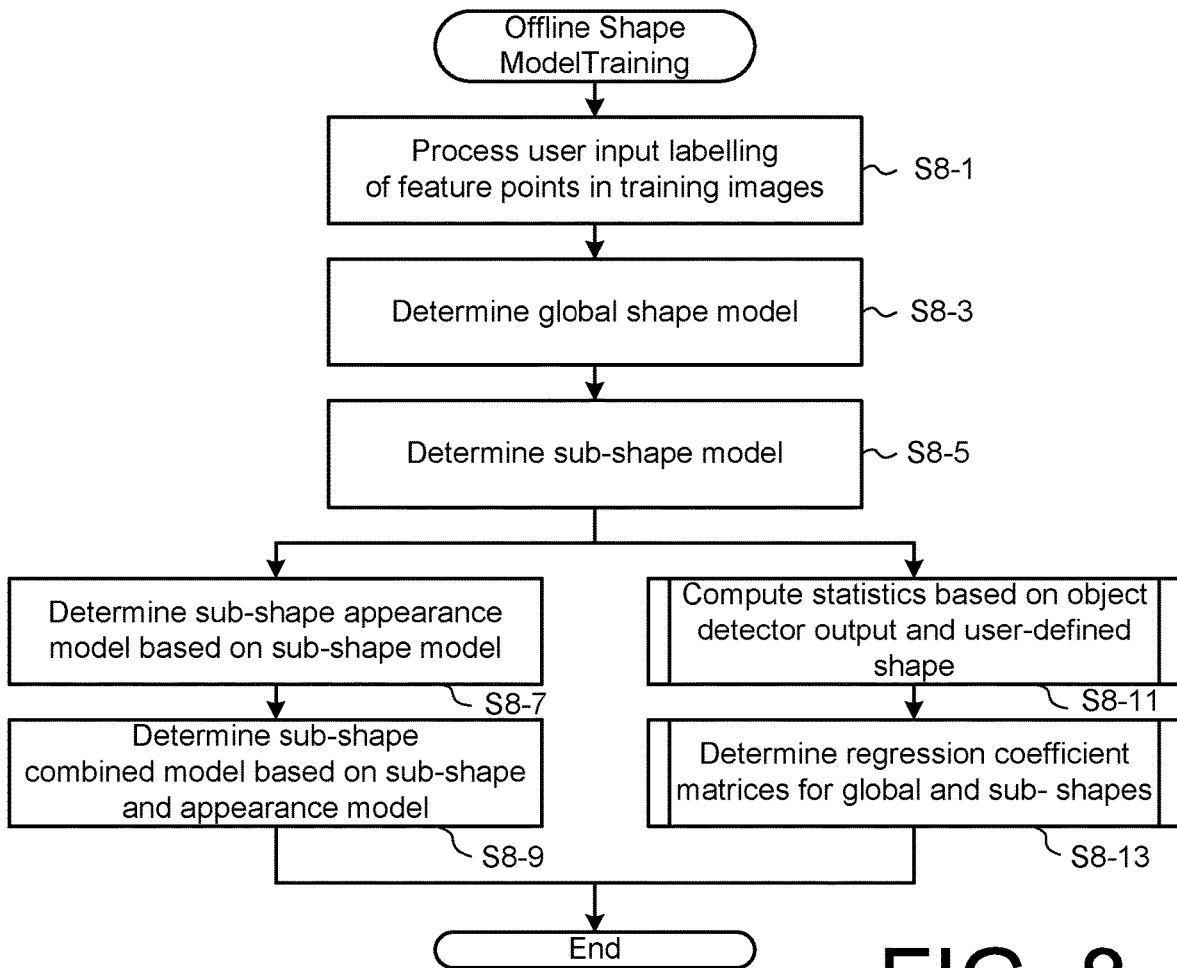 Offline Shape
ModelTraining
Process user input labelling
of feature points in training images
S8-1
Determine global shape model
S8-3
Determine sub-shape model
S8-5
Determine sub-shape appearance
model based on sub-shape model
S8-7
Determine sub-shape
combined model based on sub-shape
and appearance model
S8-9
Compute statistics based on object
detector output and user-defined
shape
S8-11
Determine regression coefficient
matrices for global and sub- shapes
S8-13
End
FIG. 8